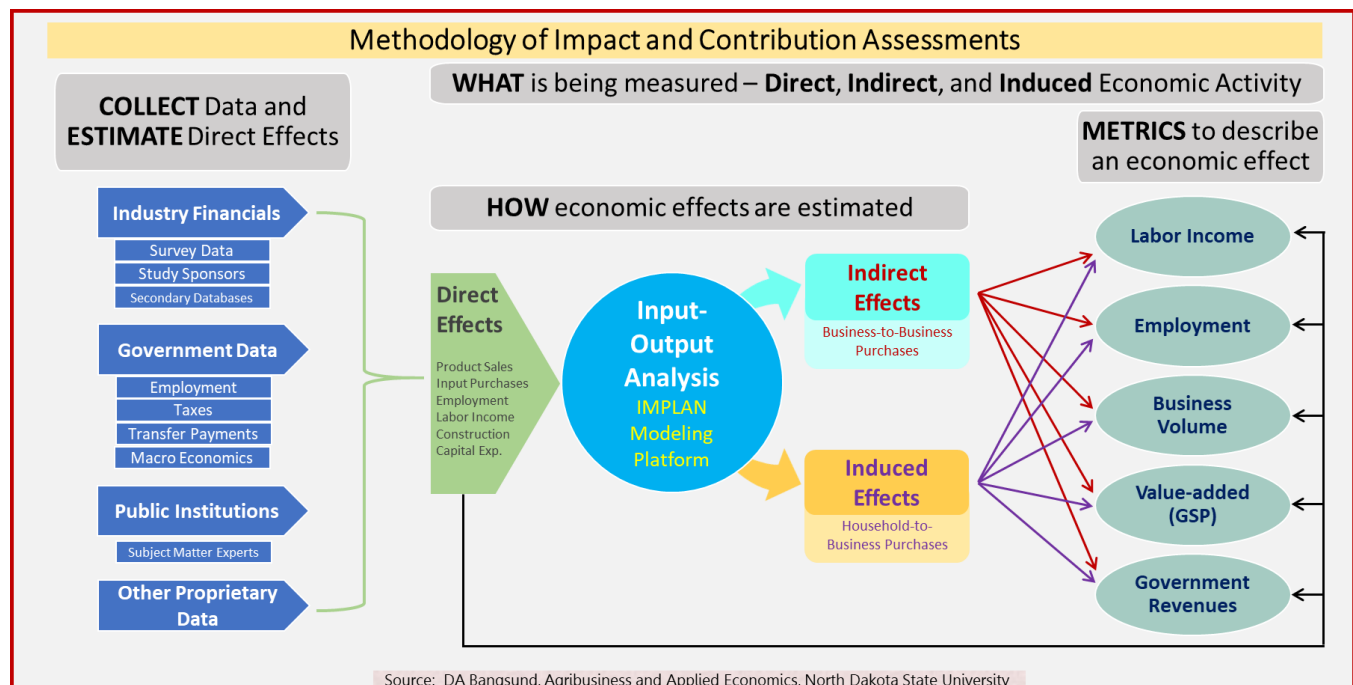 Methodology of Impact and Contribution Assessments
COLLECT Data and
ESTIMATE Direct Effects
WHAT is being measured – Direct, Indirect, and Induced Economic Activity
METRICS to describe
an economic effect
HOW economic effects are estimated
Industry Financials
Survey Data
Study Sponsors
Secondary Databases
Government Data
Employment
Taxes
Transfer Payments
Macro Economics
Public Institutions
Subject Matter Experts
Other Proprietary
Data
Direct
Effects
Product Sales
Input Purchases
Employment
Labor Income
Construction
Capital Exp.
Input-
Output
Analysis
IMPLAN
Modeling
Platform
Indirect
Effects
Business-to-Business
Purchases
Induced
Effects
Household-to-
Business Purchases
Labor Income
Employment
Business
Volume
Value-added
(GSP)
Government
Revenues
Source: DA Bangsund, Agribusiness and Applied Economics, North Dakota State University